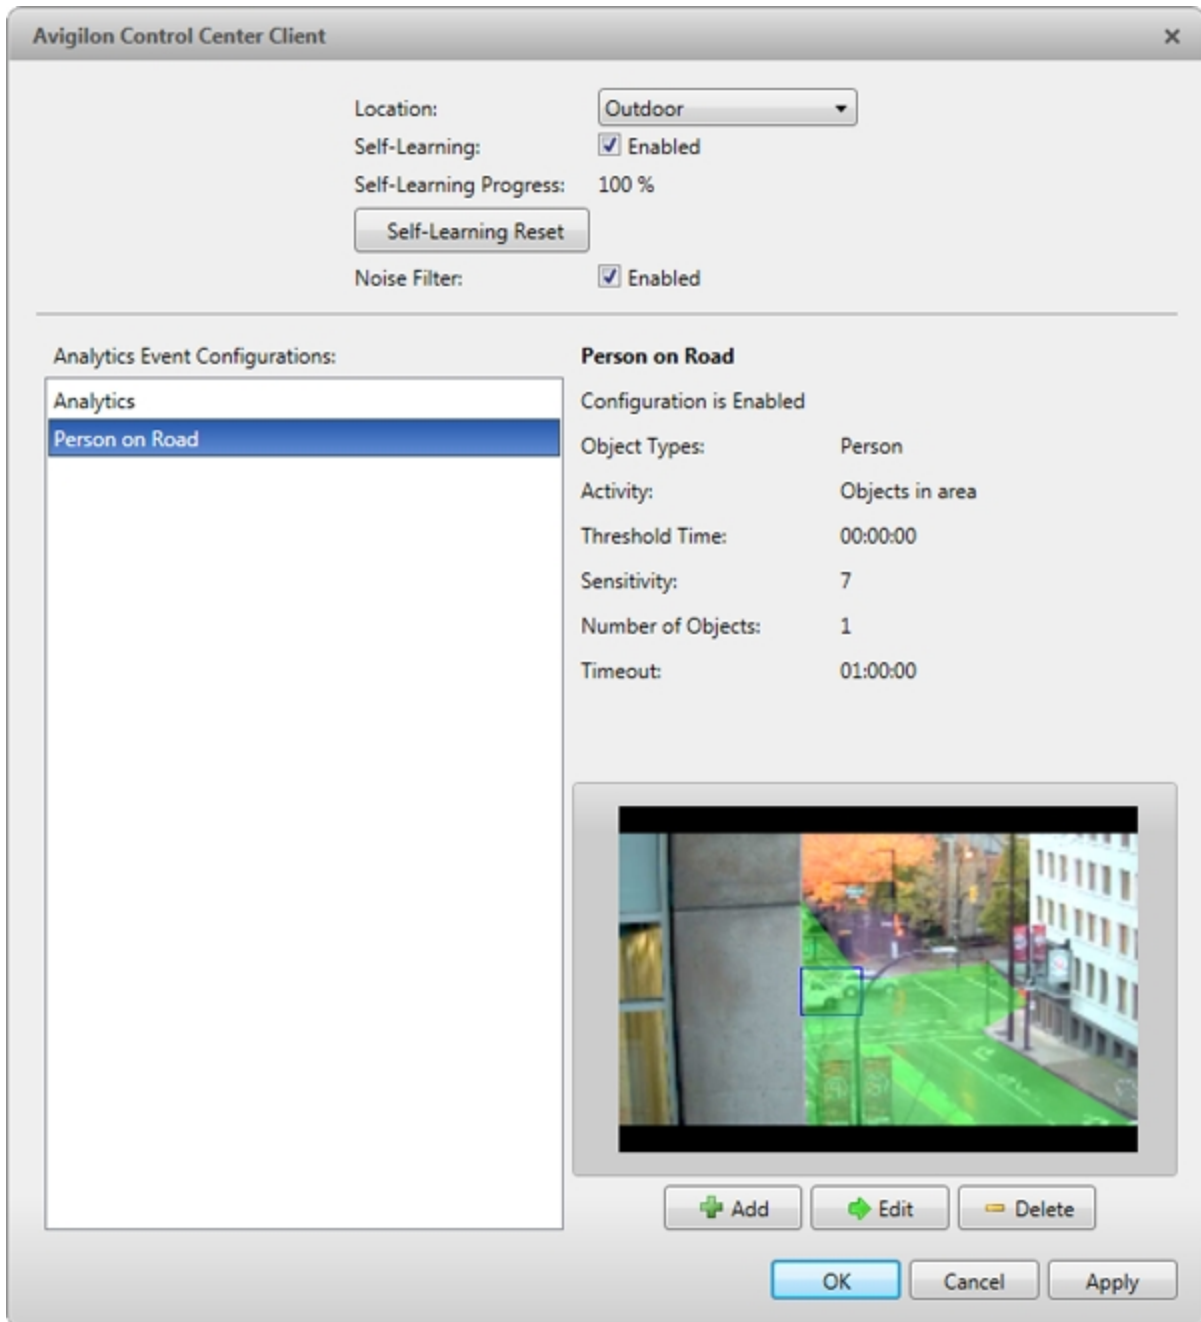 Avigilon Control Center Client
Location: Outdoor
Self-Learning: Enabled
Self-Learning Progress: 100 %
Self-Learning Reset
Noise Filter: Enabled
Analytics Event Configurations:
Analytics
Person on Road
Person on Road
Configuration is Enabled
Object Types: Person
Activity: Objects in area
Threshold Time: 00:00:00
Sensitivity: 7
Number of Objects: 1
Timeout: 01:00:00
Add
Edit
Delete
OK
Cancel
Apply